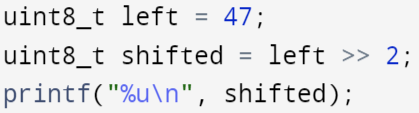 uint8_t left = 47;
uint8_t shifted = left >> 2;
printf("%u\n", shifted);